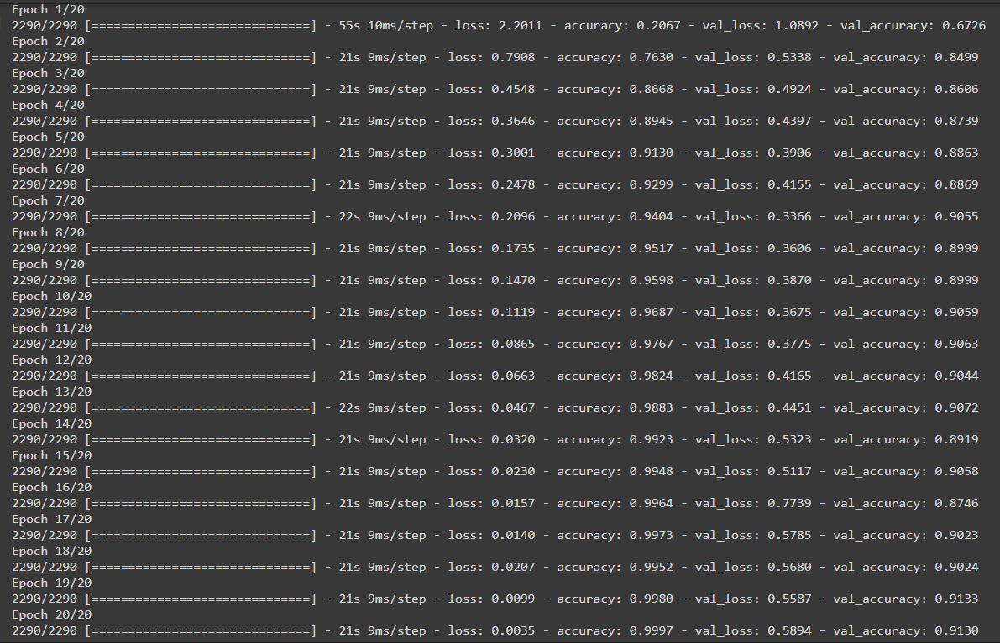 Epoch 1/20
2290/2290 [==============================] - 55s 10ms/step - loss: 2.2011 - accuracy: 0.2067 - val_loss: 1.0892 - val_accuracy: 0.6726
Epoch 2/20
2290/2290 [==============================] - 21s 9ms/step - loss: 0.7908 - accuracy: 0.7630 - val_loss: 0.5338 - val_accuracy: 0.8499
Epoch 3/20
2290/2290 [==============================] - 21s 9ms/step - loss: 0.4548 - accuracy: 0.8668 - val_loss: 0.4924 - val_accuracy: 0.8606
Epoch 4/20
2290/2290 [==============================] - 21s 9ms/step - loss: 0.3646 - accuracy: 0.8945 - val_loss: 0.4397 - val_accuracy: 0.8739
Epoch 5/20
2290/2290 [==============================] - 21s 9ms/step - loss: 0.3001 - accuracy: 0.9130 - val_loss: 0.3906 - val_accuracy: 0.8863
Epoch 6/20
2290/2290 [==============================] - 21s 9ms/step - loss: 0.2478 - accuracy: 0.9299 - val_loss: 0.4155 - val_accuracy: 0.8869
Epoch 7/20
2290/2290 [==============================] - 22s 9ms/step - loss: 0.2096 - accuracy: 0.9404 - val_loss: 0.3366 - val_accuracy: 0.9055
Epoch 8/20
2290/2290 [==============================] - 21s 9ms/step - loss: 0.1735 - accuracy: 0.9517 - val_loss: 0.3606 - val_accuracy: 0.8999
Epoch 9/20
2290/2290 [==============================] - 21s 9ms/step - loss: 0.1470 - accuracy: 0.9598 - val_loss: 0.3870 - val_accuracy: 0.8999
Epoch 10/20
2290/2290 [==============================] - 21s 9ms/step - loss: 0.1119 - accuracy: 0.9687 - val_loss: 0.3675 - val_accuracy: 0.9059
Epoch 11/20
2290/2290 [==============================] - 21s 9ms/step - loss: 0.0865 - accuracy: 0.9767 - val_loss: 0.3775 - val_accuracy: 0.9063
Epoch 12/20
2290/2290 [==============================] - 21s 9ms/step - loss: 0.0663 - accuracy: 0.9824 - val_loss: 0.4165 - val_accuracy: 0.9044
Epoch 13/20
2290/2290 [==============================] - 22s 9ms/step - loss: 0.0467 - accuracy: 0.9883 - val_loss: 0.4451 - val_accuracy: 0.9072
Epoch 14/20
2290/2290 [==============================] - 21s 9ms/step - loss: 0.0320 - accuracy: 0.9923 - val_loss: 0.5323 - val_accuracy: 0.8919
Epoch 15/20
2290/2290 [==============================] - 21s 9ms/step - loss: 0.0230 - accuracy: 0.9948 - val_loss: 0.5117 - val_accuracy: 0.9058
Epoch 16/20
2290/2290 [==============================] - 21s 9ms/step - loss: 0.0157 - accuracy: 0.9964 - val_loss: 0.7739 - val_accuracy: 0.8746
Epoch 17/20
2290/2290 [==============================] - 21s 9ms/step - loss: 0.0140 - accuracy: 0.9973 - val_loss: 0.5785 - val_accuracy: 0.9023
Epoch 18/20
2290/2290 [==============================] - 21s 9ms/step - loss: 0.0207 - accuracy: 0.9952 - val_loss: 0.5680 - val_accuracy: 0.9024
Epoch 19/20
2290/2290 [==============================] - 21s 9ms/step - loss: 0.0099 - accuracy: 0.9980 - val_loss: 0.5587 - val_accuracy: 0.9133
Epoch 20/20
2290/2290 [==============================] - 21s 9ms/step - loss: 0.0035 - accuracy: 0.9997 - val_loss: 0.5894 - val_accuracy: 0.9130